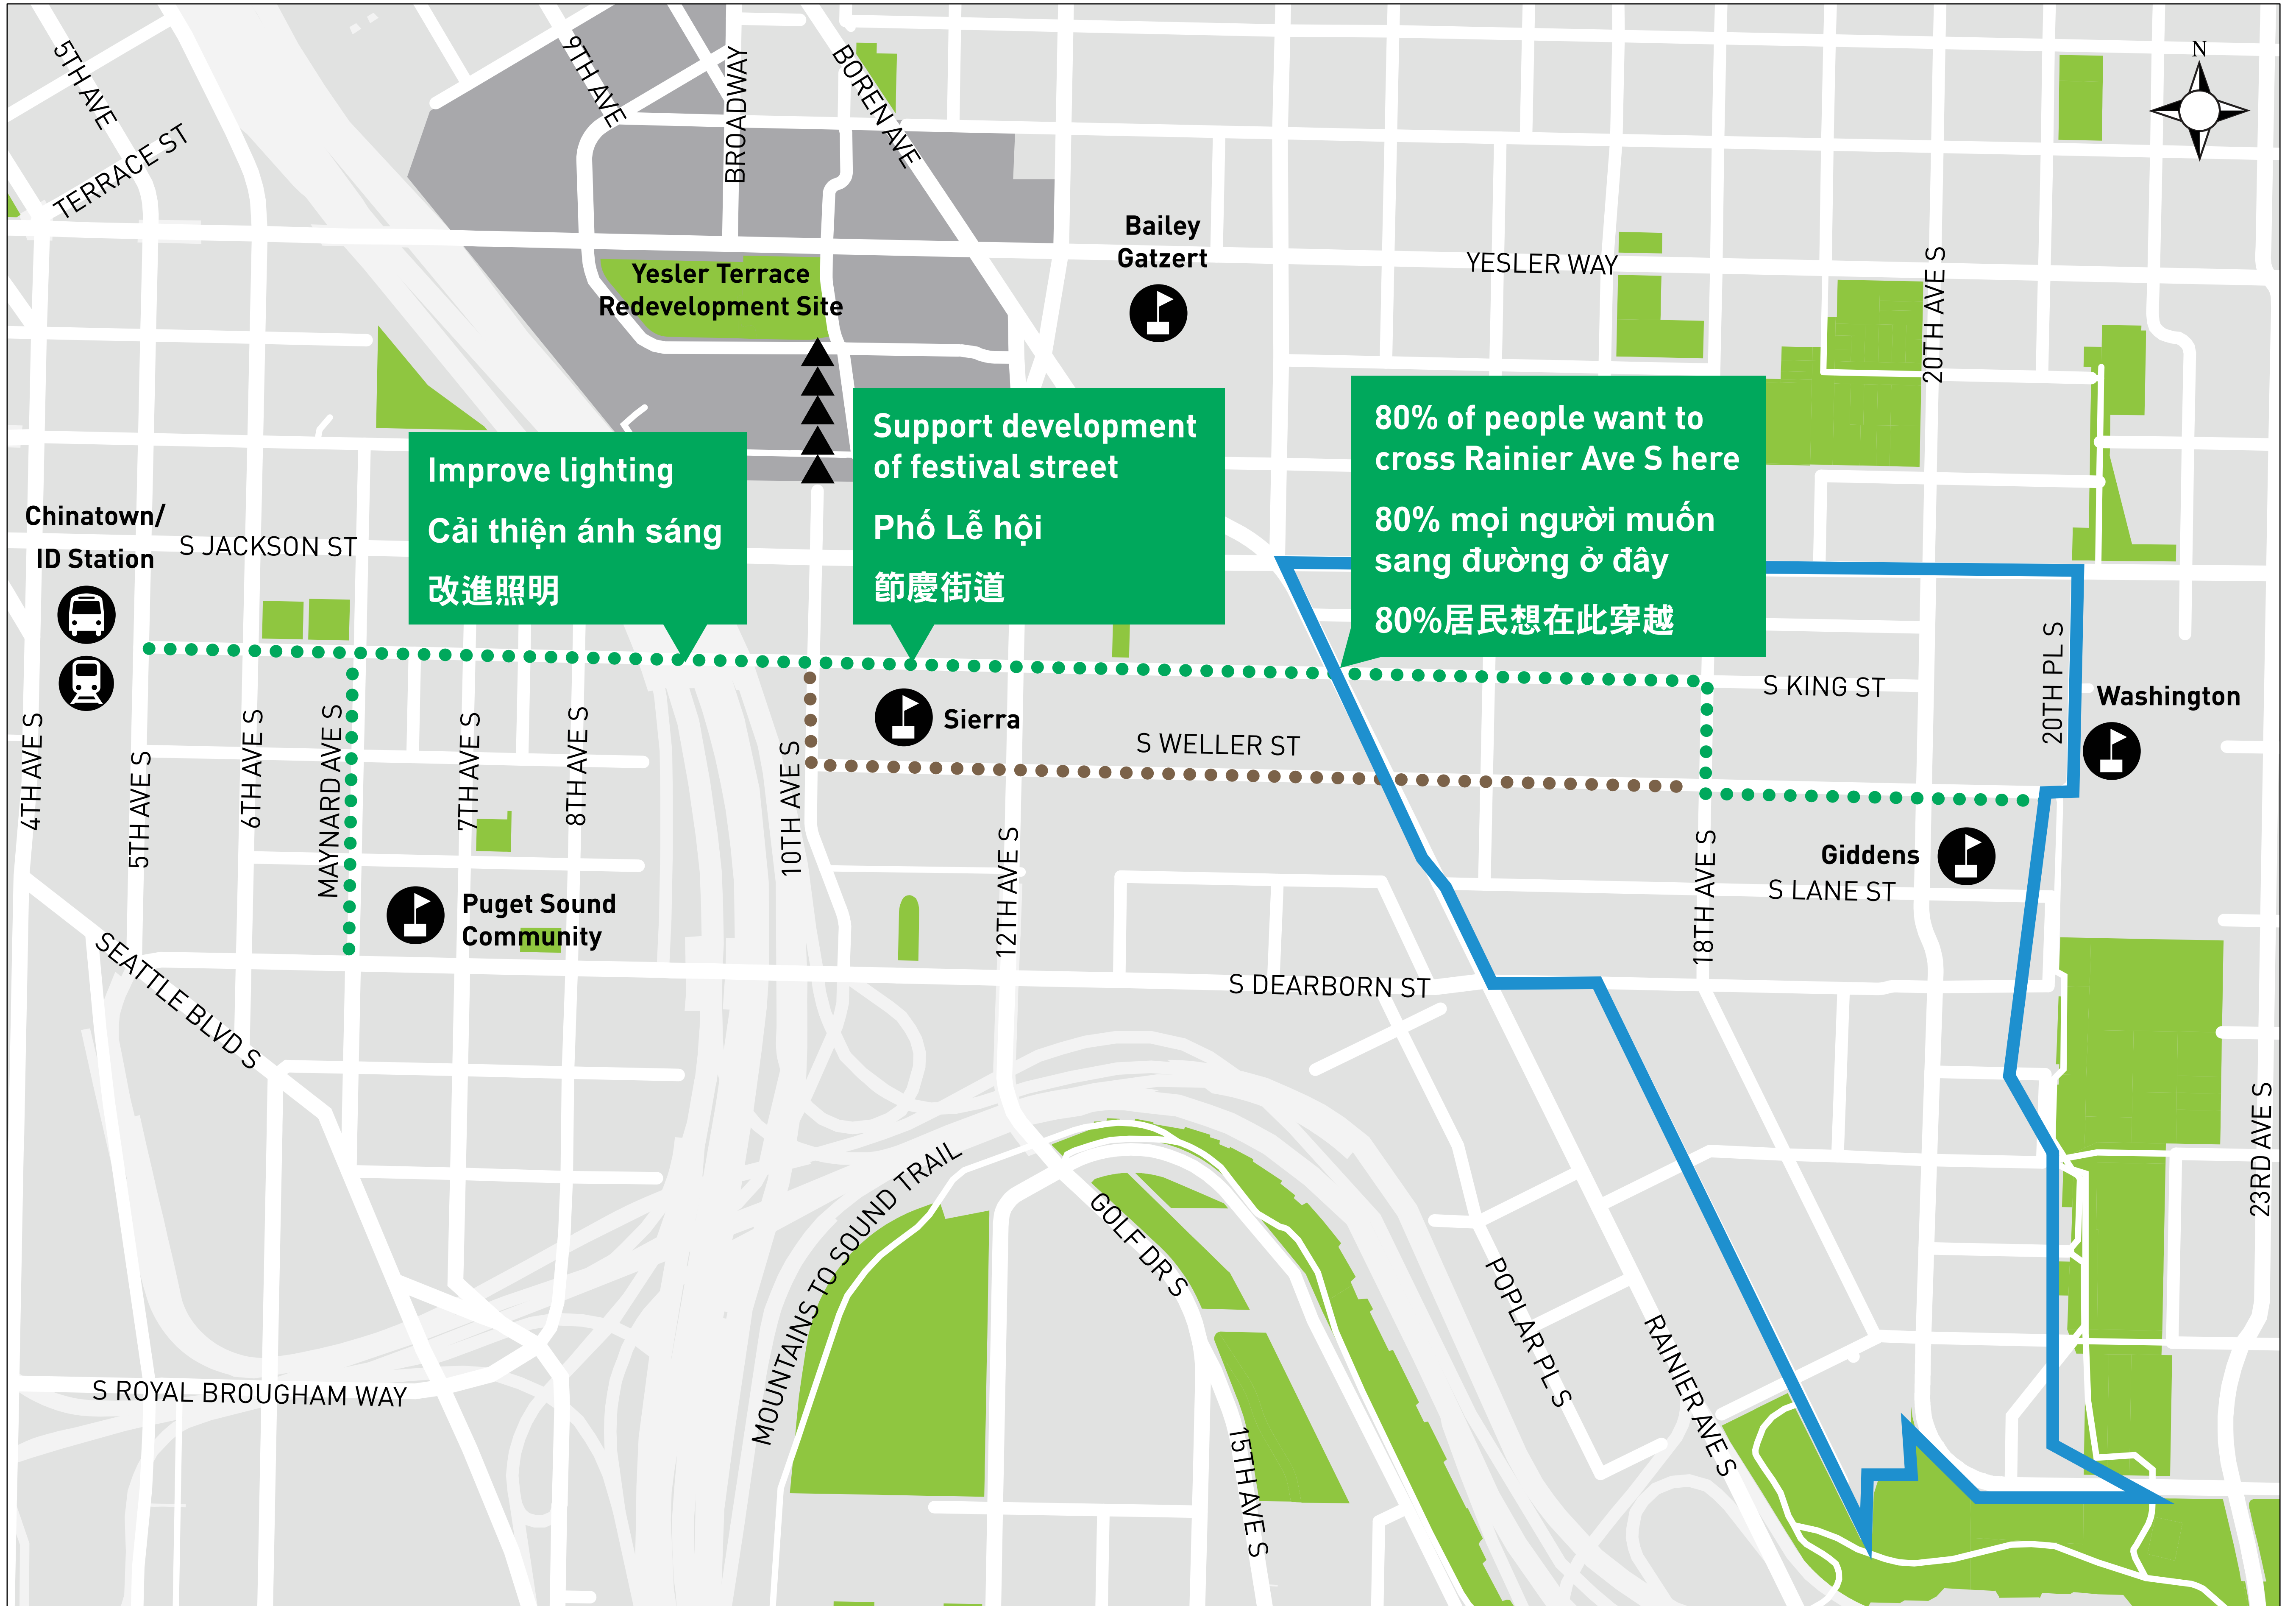 5TH AVE
TERRACE ST
9TH AVE
BROADWAY
BOREN AVE
N
Bailey
Gatzert
YESLER WAY
20TH AVE S
Yesler Terrace
Redevelopment Site
Improve lighting
Cải thiện ánh sáng
改進照明
Support development
of festival street
Phố Lễ hội
節慶街道
80% of people want to
cross Rainier Ave S here
80% mọi người muốn
sang đường ở đây
80%居民想在此穿越
Chinatown/
ID Station
S JACKSON ST
S KING ST
20TH PL S
Washington
Sierra
S WELLER ST
4TH AVE S
5TH AVE S
6TH AVE S
MAYNARD AVE S
7TH AVE S
8TH AVE S
10TH AVE S
12TH AVE S
18TH AVE S
Giddens
S LANE ST
Puget Sound
Community
SEATTLE BLVD S
S DEARBORN ST
23RD AVE S
MOUNTAINS TO SOUND TRAIL
GOLF DR S
POPLAR PL S
RAINIER AVE S
S ROYAL BROUGHAM WAY
15TH AVE S